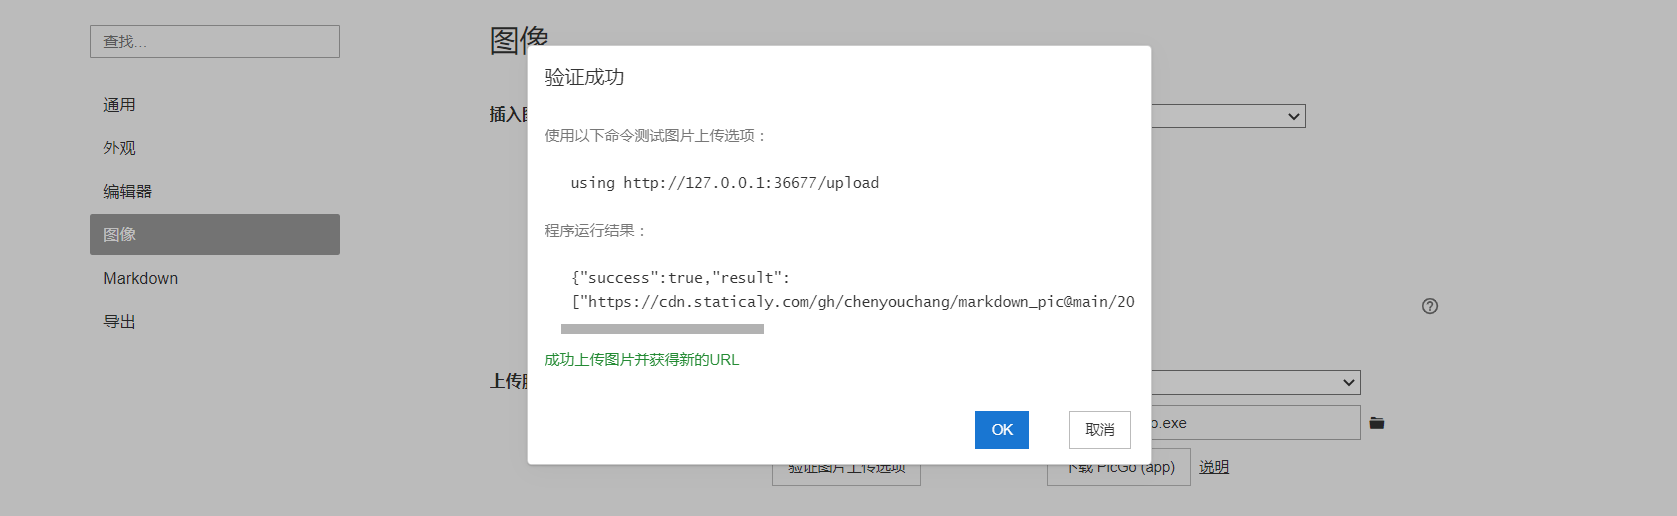 查找...
图像
通用
外观
编辑器
图像
Markdown
导出
插入
验证成功
使用以下命令测试图片上传选项：
using http://127.0.0.1:36677/upload
程序运行结果：
{"success":true,"result":
["https://cdn.staticaly.com/gh/chenyouchang/markdown_pic@main/20
成功上传图片并获得新的URL
OK
取消
上传
.exe
验证图片上传选项
下载 PicGo (app)
说明